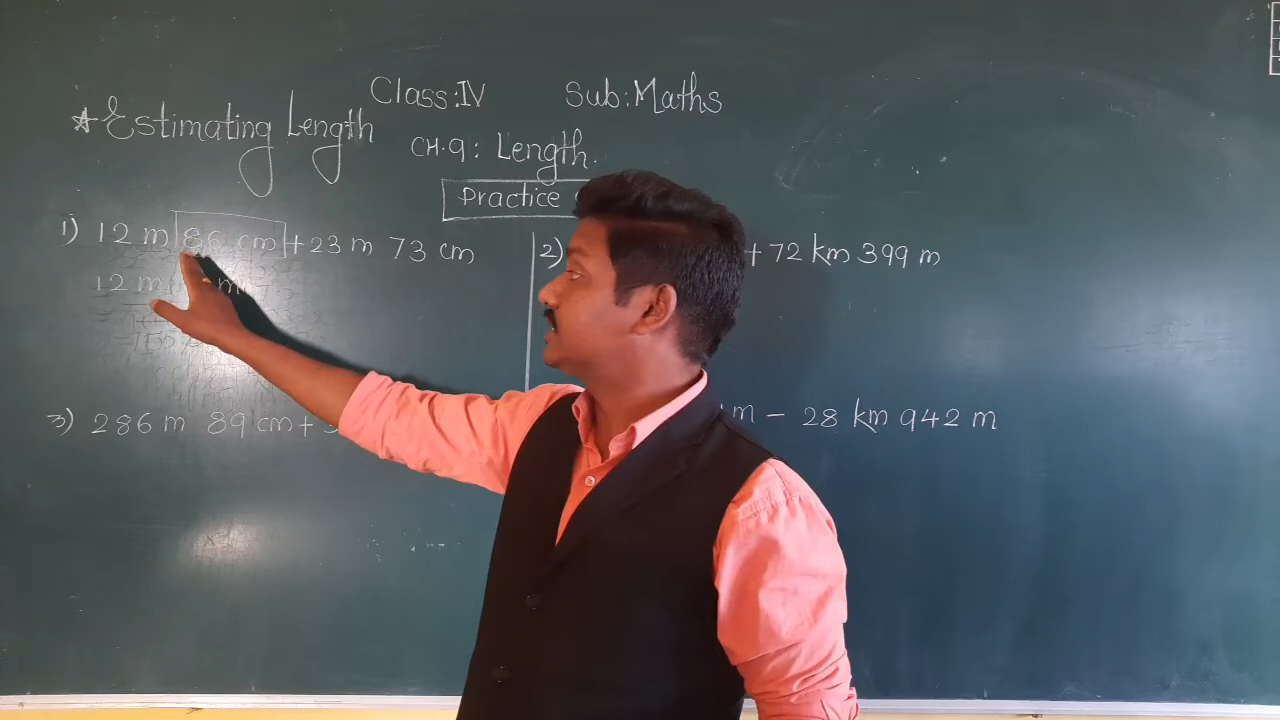 Class:IV Sub:Maths
* Estimating Length
CH.9: Length.
Practice
1) 12 m 86 cm + 23 m 73 cm
12 m m
2) + 72 km 399 m
3) 286 m 89 cm +
m - 28 km 942 m